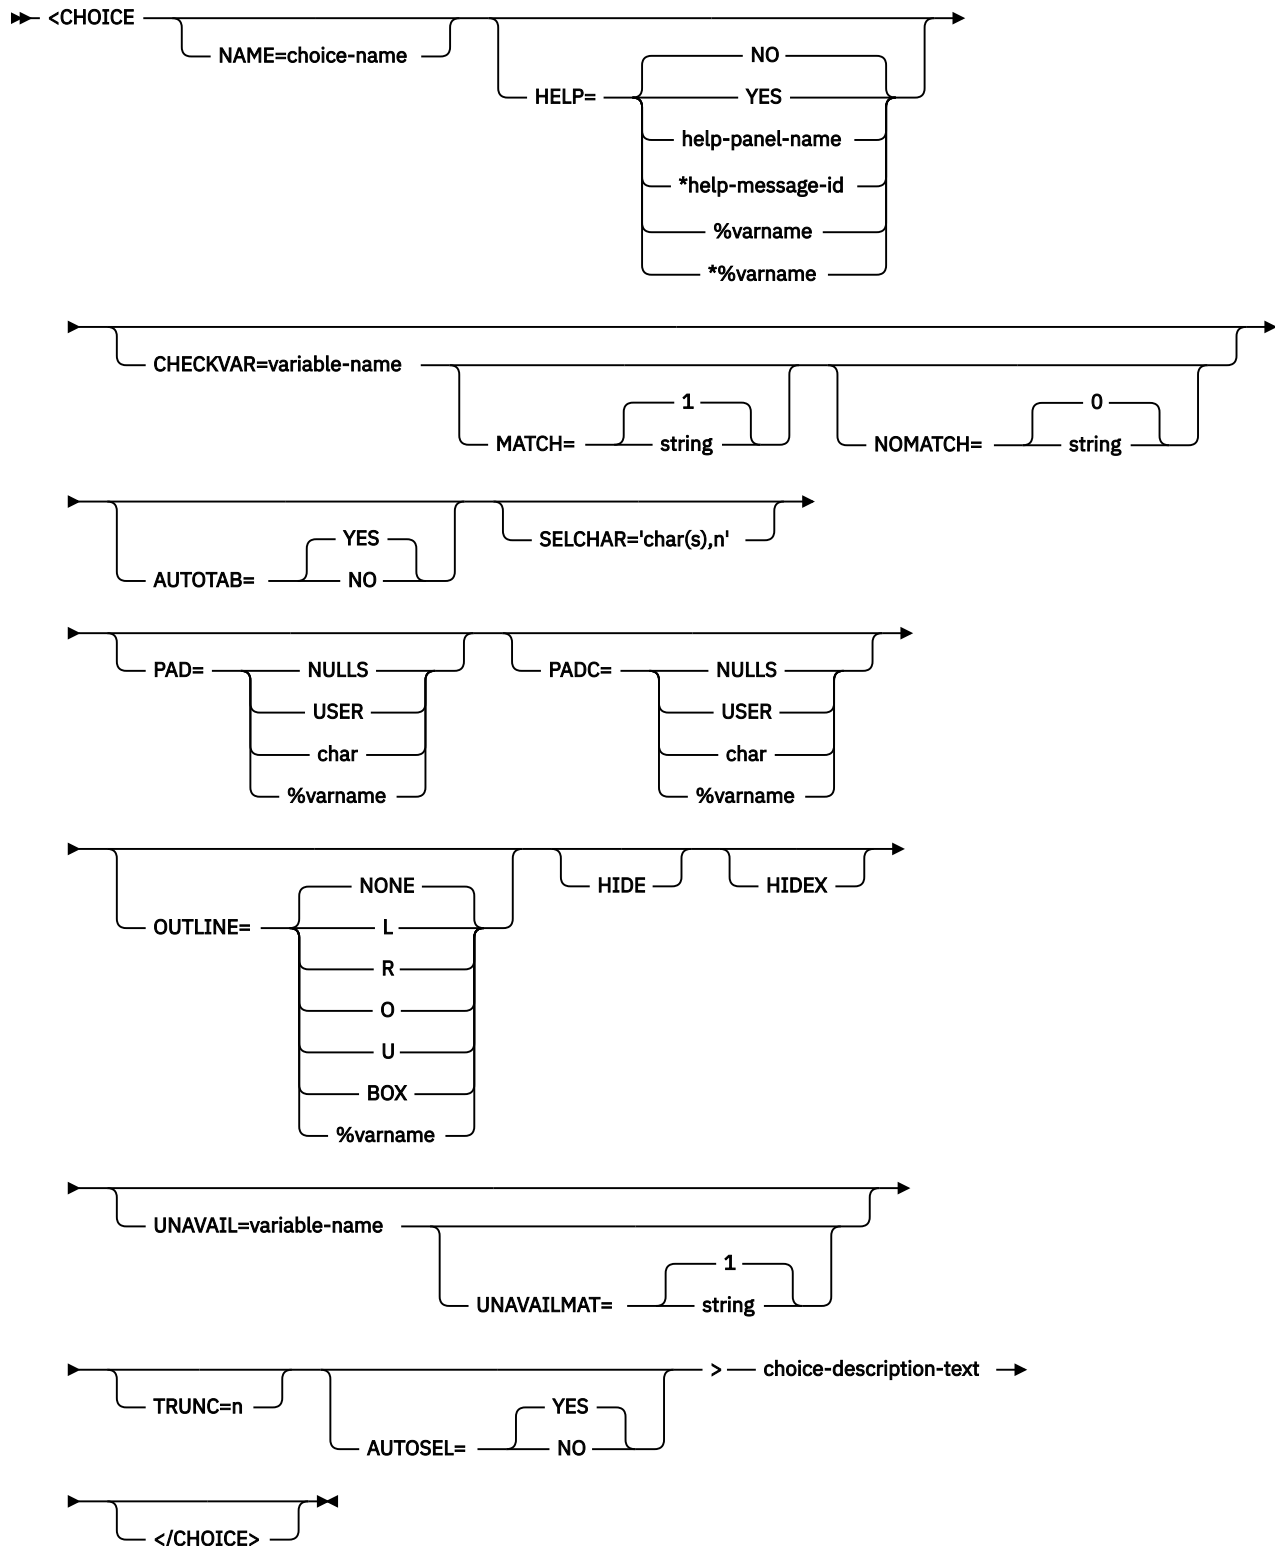 <CHOICE
NAME=choice-name
HELP=
NO
YES
help-panel-name
*help-message-id
%varname
*%varname
CHECKVAR=variable-name
MATCH=
1
string
NOMATCH=
0
string
AUTOTAB=
YES
NO
SELCHAR='char(s),n'
PAD=
NULLS
USER
char
%varname
PADC=
NULLS
USER
char
%varname
OUTLINE=
NONE
L
R
O
U
BOX
%varname
HIDE
HIDEX
UNAVAIL=variable-name
UNAVAILMAT=
1
string
TRUNC=n
AUTOSEL=
YES
NO
>
choice-description-text
</CHOICE>